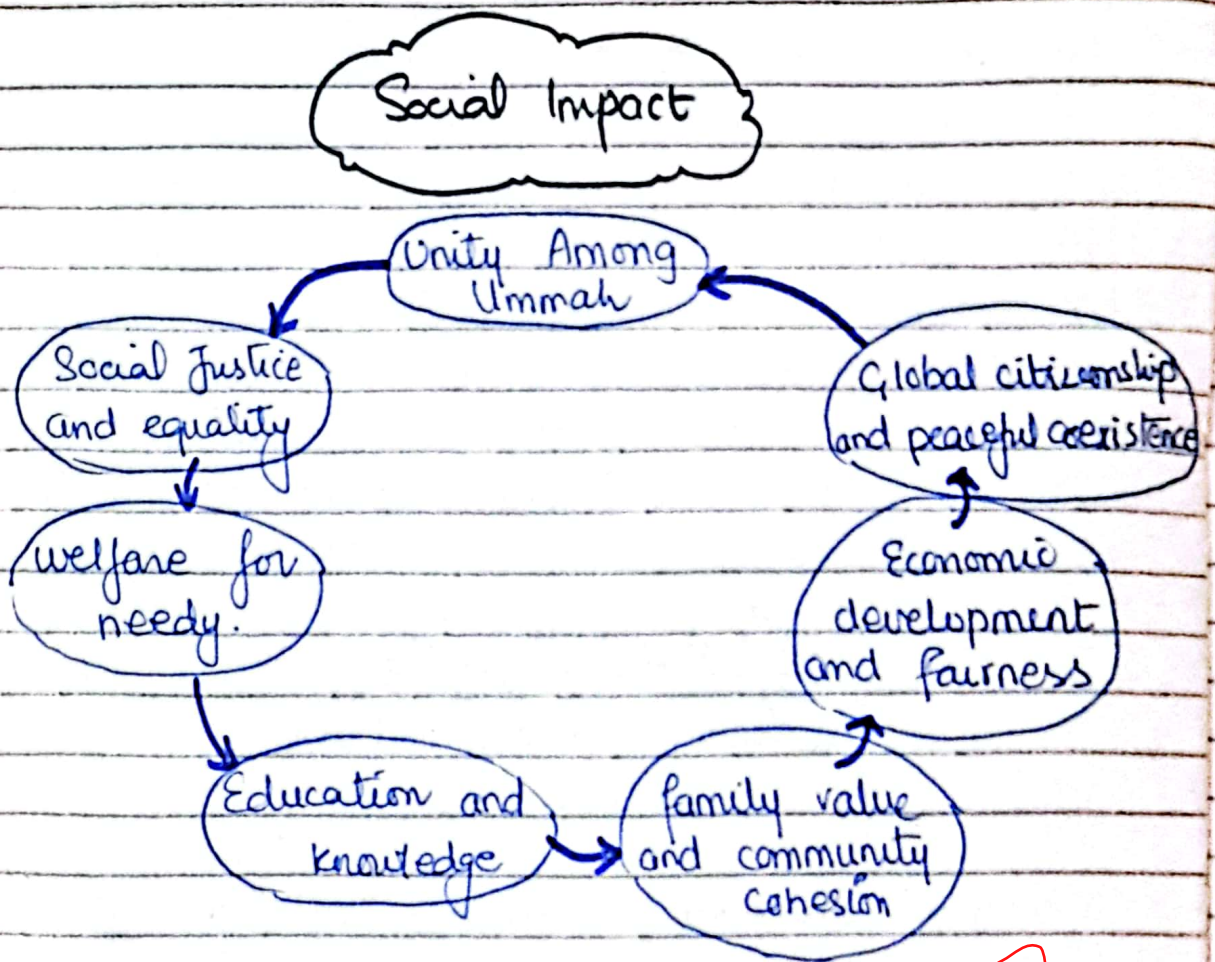 Social Impact
Unity Among
Ummah
Social Justice
and equality
Welfare for
needy.
Education and
knowledge
family value
and community
cohesion
Economic
development
and fairness
Global citizenship
and peaceful coexistence